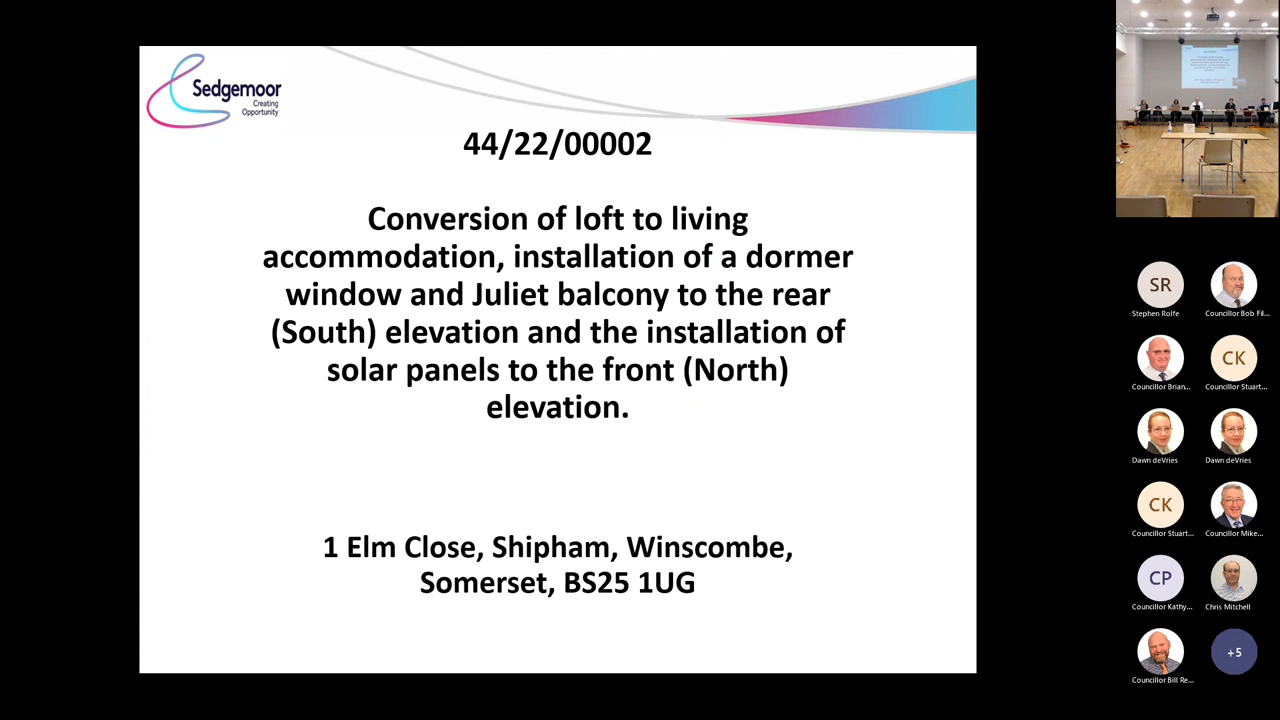 Sedgemoor
Creating
Opportunity
44/22/00002
Conversion of loft to living
accommodation, installation of a dormer
window and Juliet balcony to the rear
(South) elevation and the installation of
solar panels to the front (North)
elevation.
1 Elm Close, Shipham, Winscombe,
Somerset, BS25 1UG
SR
Stephen Rolfe
Councillor Bob Fil...
Councillor Brian...
CK
Councillor Stuart...
Dawn deVries
Dawn deVries
CK
Councillor Stuart...
Councillor Mike...
CP
Councillor Kathy...
Chris Mitchell
Councillor Bill Re...
+5